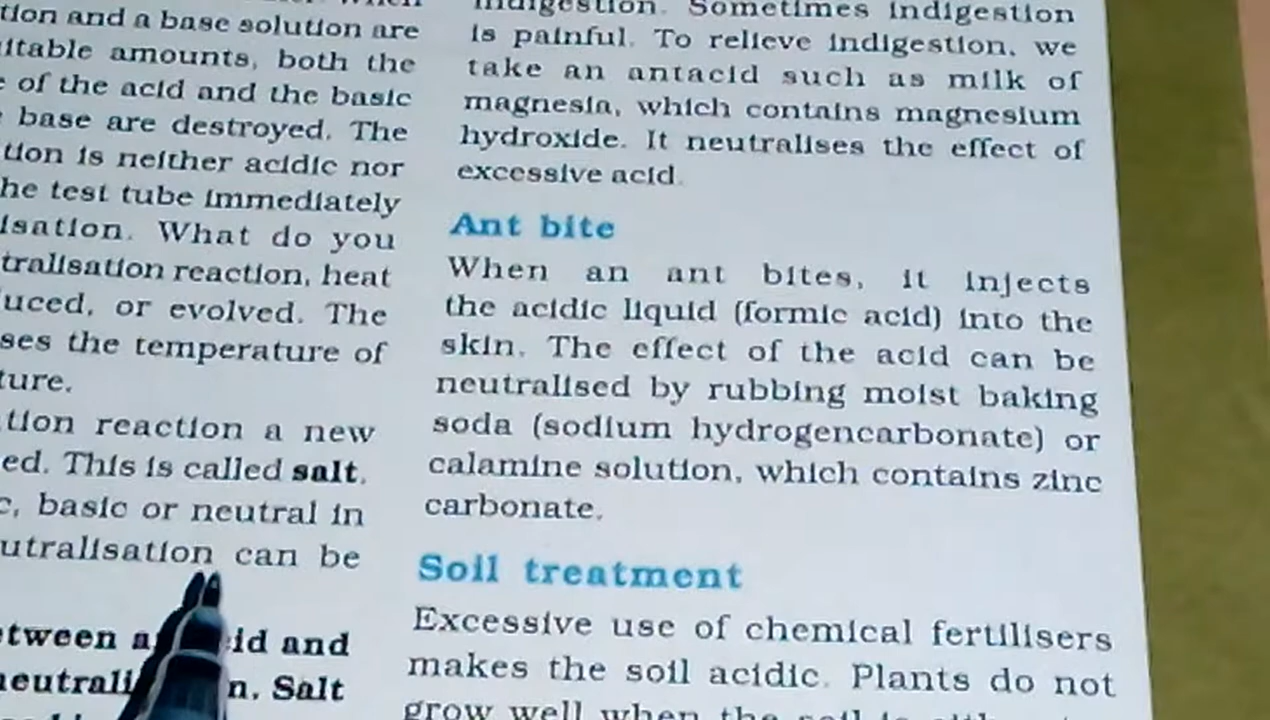 tion and a base solution are
itable amounts, both the
of the acid and the basic
base are destroyed. The
tion is neither acidic nor
he test tube immediately
isation. What do you
tralisation reaction, heat
uced, or evolved. The
ses the temperature of
ture.
tion reaction a new
ed. This is called salt.
c, basic or neutral in
utralisation can be
tween a id and
neutrali n. Salt
indigestion. Sometimes indigestion
is painful. To relieve indigestion, we
take an antacid such as milk of
magnesia, which contains magnesium
hydroxide. It neutralises the effect of
excessive acid.
Ant bite
When an ant bites, it injects
the acidic liquid (formic acid) into the
skin. The effect of the acid can be
neutralised by rubbing moist baking
soda (sodium hydrogencarbonate) or
calamine solution, which contains zinc
carbonate.
Soil treatment
Excessive use of chemical fertilisers
makes the soil acidic. Plants do not
grow well when the soil is